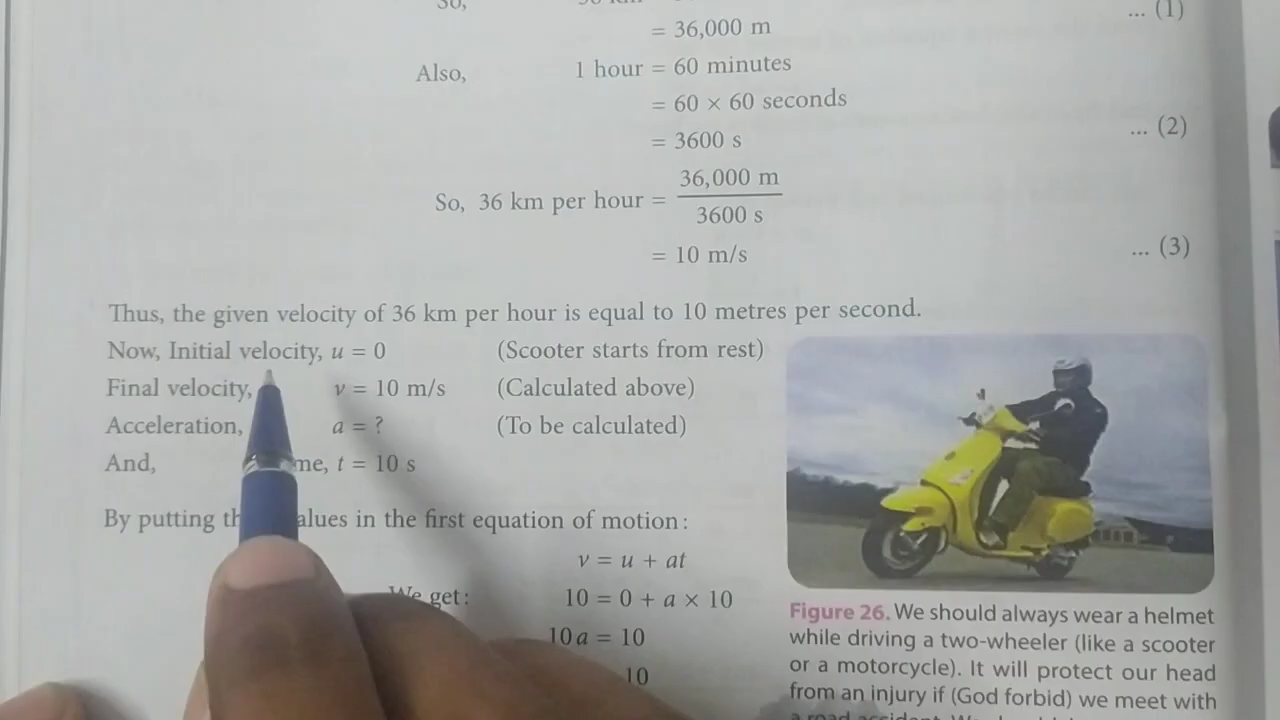 So,
= 36,000 m
... (1)
Also, 1 hour = 60 minutes
= 60 × 60 seconds
= 3600 s ... (2)
So, 36 km per hour = 36,000 m / 3600 s
= 10 m/s ... (3)
Thus, the given velocity of 36 km per hour is equal to 10 metres per second.
Now, Initial velocity, u = 0 (Scooter starts from rest)
Final velocity, v = 10 m/s (Calculated above)
Acceleration, a = ? (To be calculated)
And, me, t = 10 s
By putting th alues in the first equation of motion :
v = u + at
We get: 10 = 0 + a × 10
10 a = 10
10
Figure 26. We should always wear a helmet
while driving a two-wheeler (like a scooter
or a motorcycle). It will protect our head
from an injury if (God forbid) we meet with